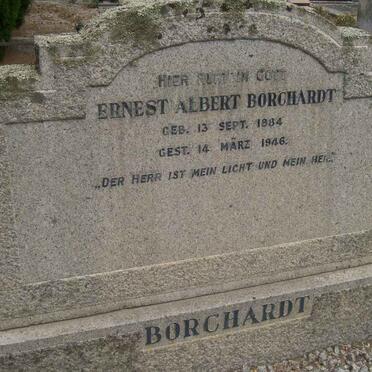 HIER RUHT IN GOTT
ERNEST ALBERT BORCHARDT
GEB. 13 SEPT. 1884
GEST. 14 MÄRZ 1946.
„DER HERR IST MEIN LICHT UND MEIN HEIL."
BORCHARDT